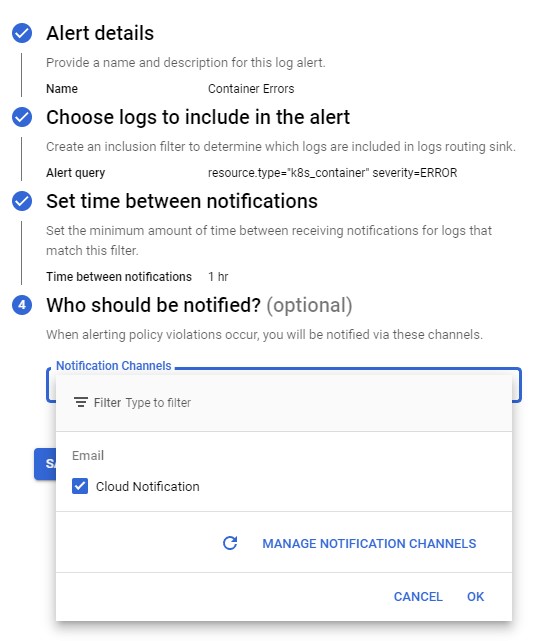 Alert details
Provide a name and description for this log alert.
Name Container Errors
Choose logs to include in the alert
Create an inclusion filter to determine which logs are included in logs routing sink.
Alert query resource.type="k8s_container" severity=ERROR
Set time between notifications
Set the minimum amount of time between receiving notifications for logs that
match this filter.
Time between notifications 1 hr
4 Who should be notified? (optional)
When alerting policy violations occur, you will be notified via these channels.
Notification Channels
Filter Type to filter
Email
Cloud Notification
MANAGE NOTIFICATION CHANNELS
CANCEL OK